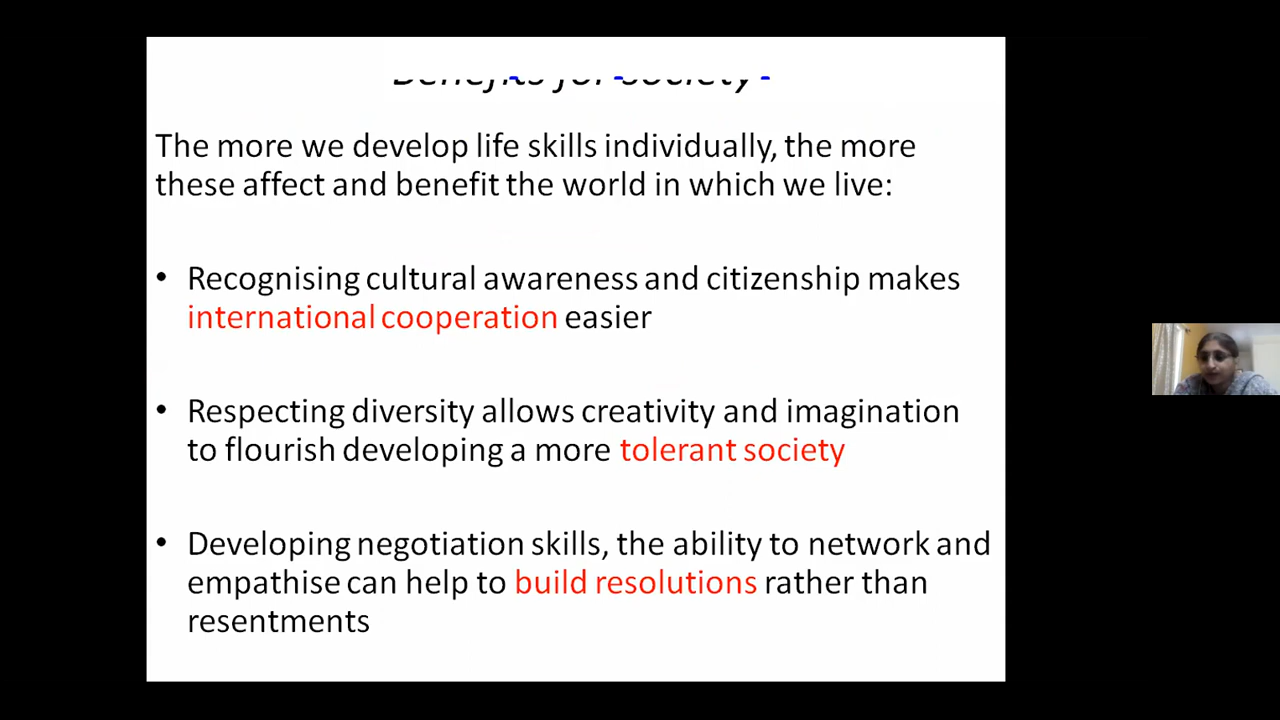 Benefits for society
The more we develop life skills individually, the more
these affect and benefit the world in which we live:
• Recognising cultural awareness and citizenship makes
international cooperation easier
• Respecting diversity allows creativity and imagination
to flourish developing a more tolerant society
• Developing negotiation skills, the ability to network and
empathise can help to build resolutions rather than
resentments